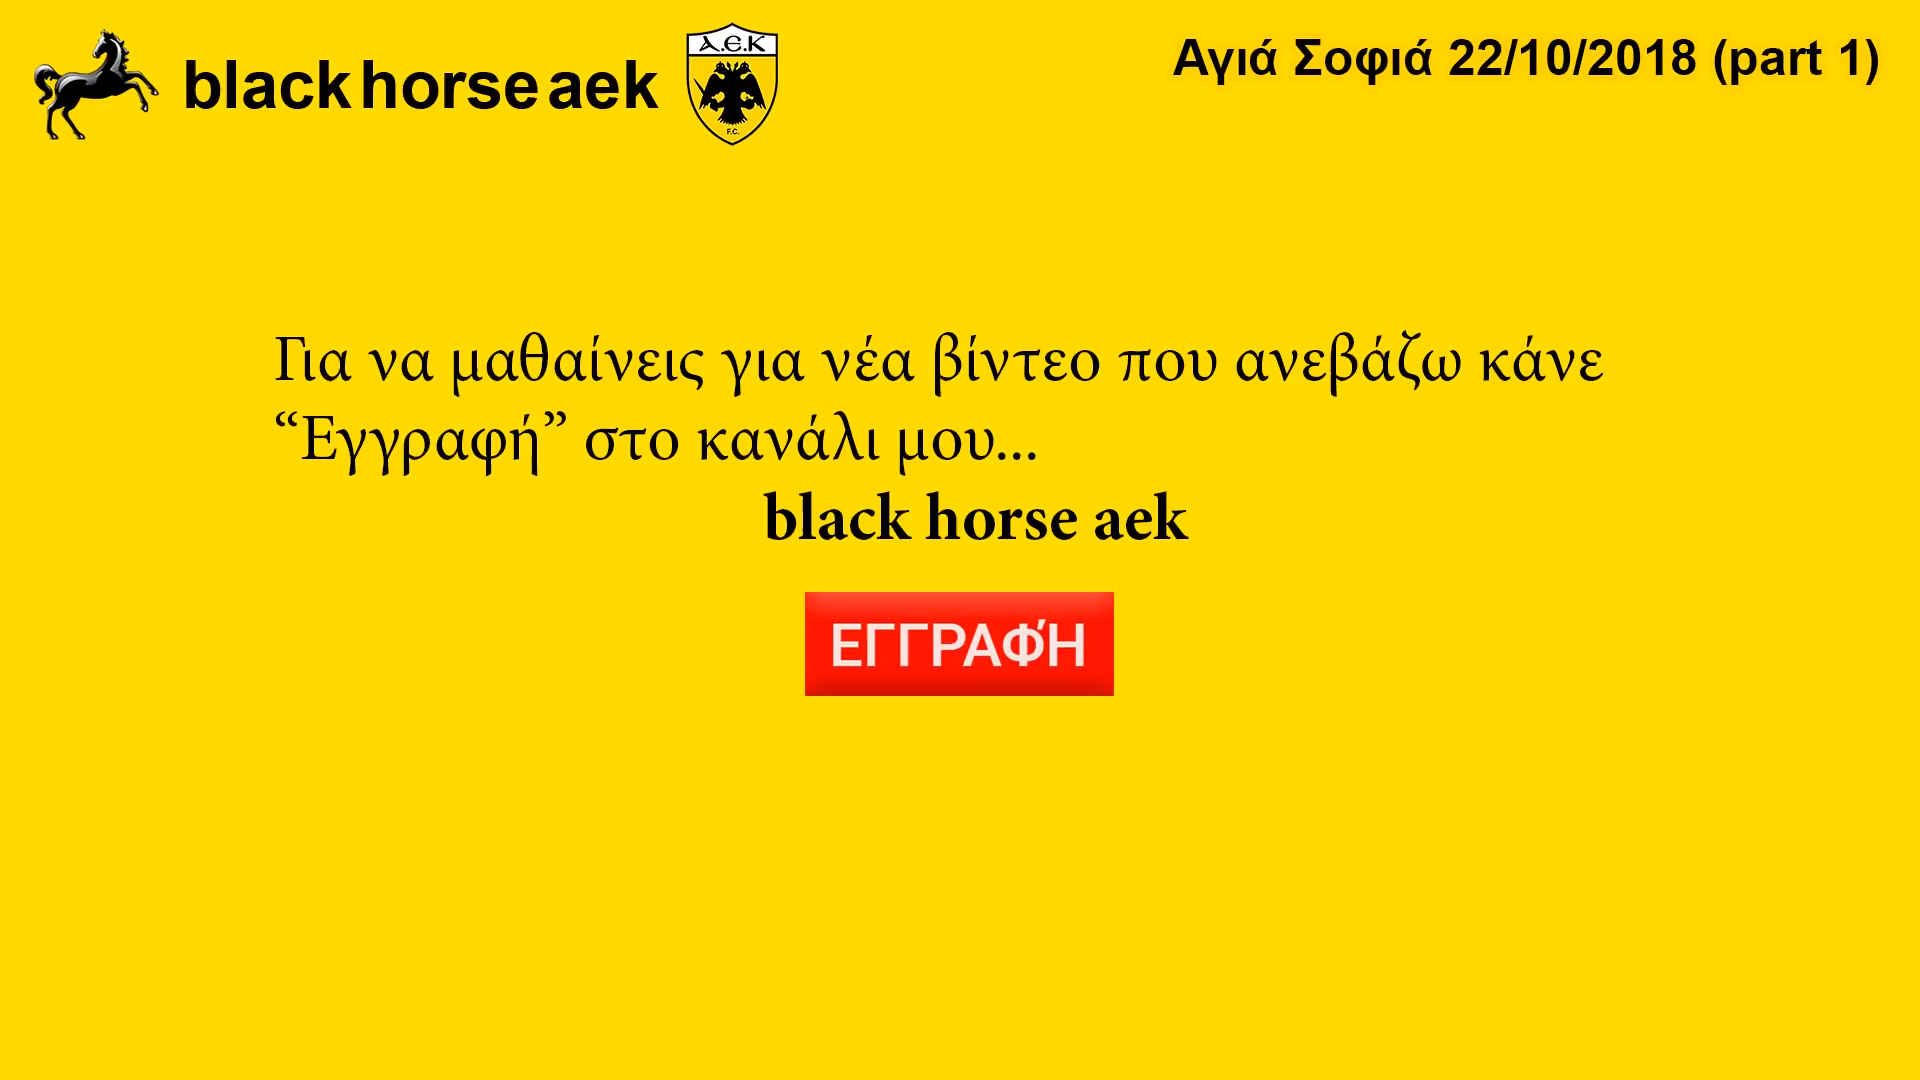 black horse aek
Α.Ε.Κ
F.C.
Αγιά Σοφιά 22/10/2018 (part 1)
Για να μαθαίνεις για νέα βίντεο που ανεβάζω κάνε
“Εγγραφή” στο κανάλι μου...
black horse aek
ΕΓΓΡΑΦΉ